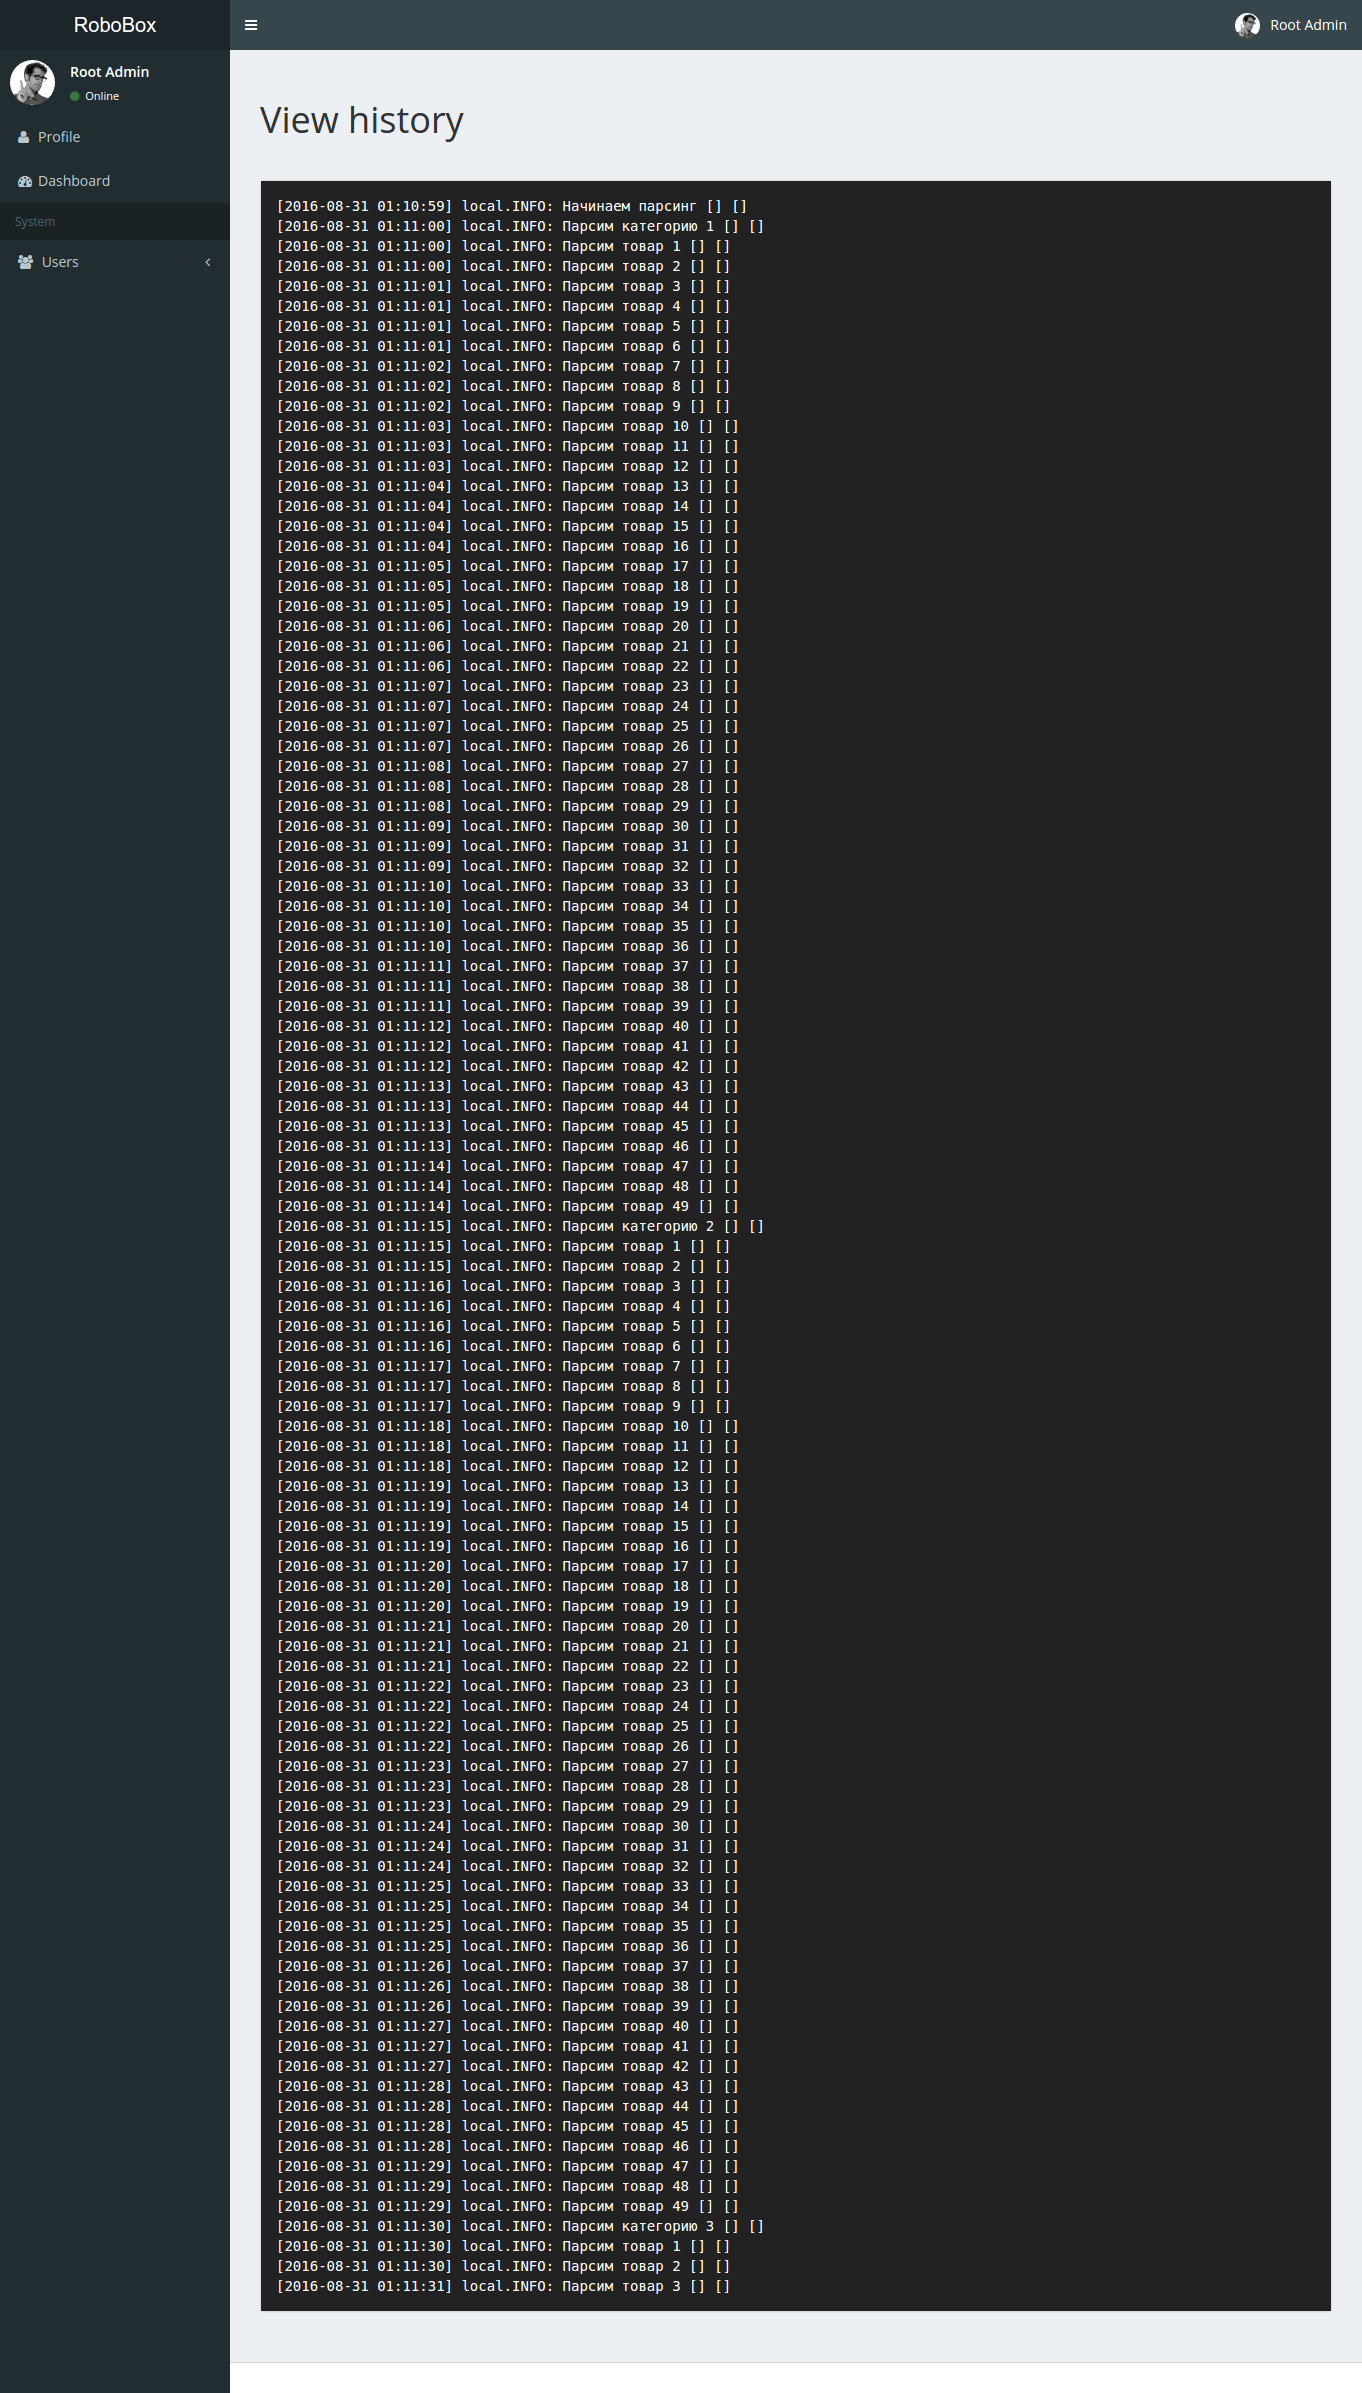 RoboBox
Root Admin
Root Admin
Online
Profile
Dashboard
System
Users
View history
[2016-08-31 01:10:59] local.INFO: Начинаем парсинг [] []
[2016-08-31 01:11:00] local.INFO: Парсим категорию 1 [] []
[2016-08-31 01:11:00] local.INFO: Парсим товар 1 [] []
[2016-08-31 01:11:00] local.INFO: Парсим товар 2 [] []
[2016-08-31 01:11:01] local.INFO: Парсим товар 3 [] []
[2016-08-31 01:11:01] local.INFO: Парсим товар 4 [] []
[2016-08-31 01:11:01] local.INFO: Парсим товар 5 [] []
[2016-08-31 01:11:01] local.INFO: Парсим товар 6 [] []
[2016-08-31 01:11:02] local.INFO: Парсим товар 7 [] []
[2016-08-31 01:11:02] local.INFO: Парсим товар 8 [] []
[2016-08-31 01:11:02] local.INFO: Парсим товар 9 [] []
[2016-08-31 01:11:03] local.INFO: Парсим товар 10 [] []
[2016-08-31 01:11:03] local.INFO: Парсим товар 11 [] []
[2016-08-31 01:11:03] local.INFO: Парсим товар 12 [] []
[2016-08-31 01:11:04] local.INFO: Парсим товар 13 [] []
[2016-08-31 01:11:04] local.INFO: Парсим товар 14 [] []
[2016-08-31 01:11:04] local.INFO: Парсим товар 15 [] []
[2016-08-31 01:11:04] local.INFO: Парсим товар 16 [] []
[2016-08-31 01:11:05] local.INFO: Парсим товар 17 [] []
[2016-08-31 01:11:05] local.INFO: Парсим товар 18 [] []
[2016-08-31 01:11:05] local.INFO: Парсим товар 19 [] []
[2016-08-31 01:11:06] local.INFO: Парсим товар 20 [] []
[2016-08-31 01:11:06] local.INFO: Парсим товар 21 [] []
[2016-08-31 01:11:06] local.INFO: Парсим товар 22 [] []
[2016-08-31 01:11:07] local.INFO: Парсим товар 23 [] []
[2016-08-31 01:11:07] local.INFO: Парсим товар 24 [] []
[2016-08-31 01:11:07] local.INFO: Парсим товар 25 [] []
[2016-08-31 01:11:07] local.INFO: Парсим товар 26 [] []
[2016-08-31 01:11:08] local.INFO: Парсим товар 27 [] []
[2016-08-31 01:11:08] local.INFO: Парсим товар 28 [] []
[2016-08-31 01:11:08] local.INFO: Парсим товар 29 [] []
[2016-08-31 01:11:09] local.INFO: Парсим товар 30 [] []
[2016-08-31 01:11:09] local.INFO: Парсим товар 31 [] []
[2016-08-31 01:11:09] local.INFO: Парсим товар 32 [] []
[2016-08-31 01:11:10] local.INFO: Парсим товар 33 [] []
[2016-08-31 01:11:10] local.INFO: Парсим товар 34 [] []
[2016-08-31 01:11:10] local.INFO: Парсим товар 35 [] []
[2016-08-31 01:11:10] local.INFO: Парсим товар 36 [] []
[2016-08-31 01:11:11] local.INFO: Парсим товар 37 [] []
[2016-08-31 01:11:11] local.INFO: Парсим товар 38 [] []
[2016-08-31 01:11:11] local.INFO: Парсим товар 39 [] []
[2016-08-31 01:11:12] local.INFO: Парсим товар 40 [] []
[2016-08-31 01:11:12] local.INFO: Парсим товар 41 [] []
[2016-08-31 01:11:12] local.INFO: Парсим товар 42 [] []
[2016-08-31 01:11:13] local.INFO: Парсим товар 43 [] []
[2016-08-31 01:11:13] local.INFO: Парсим товар 44 [] []
[2016-08-31 01:11:13] local.INFO: Парсим товар 45 [] []
[2016-08-31 01:11:13] local.INFO: Парсим товар 46 [] []
[2016-08-31 01:11:14] local.INFO: Парсим товар 47 [] []
[2016-08-31 01:11:14] local.INFO: Парсим товар 48 [] []
[2016-08-31 01:11:14] local.INFO: Парсим товар 49 [] []
[2016-08-31 01:11:15] local.INFO: Парсим категорию 2 [] []
[2016-08-31 01:11:15] local.INFO: Парсим товар 1 [] []
[2016-08-31 01:11:15] local.INFO: Парсим товар 2 [] []
[2016-08-31 01:11:16] local.INFO: Парсим товар 3 [] []
[2016-08-31 01:11:16] local.INFO: Парсим товар 4 [] []
[2016-08-31 01:11:16] local.INFO: Парсим товар 5 [] []
[2016-08-31 01:11:16] local.INFO: Парсим товар 6 [] []
[2016-08-31 01:11:17] local.INFO: Парсим товар 7 [] []
[2016-08-31 01:11:17] local.INFO: Парсим товар 8 [] []
[2016-08-31 01:11:17] local.INFO: Парсим товар 9 [] []
[2016-08-31 01:11:18] local.INFO: Парсим товар 10 [] []
[2016-08-31 01:11:18] local.INFO: Парсим товар 11 [] []
[2016-08-31 01:11:18] local.INFO: Парсим товар 12 [] []
[2016-08-31 01:11:19] local.INFO: Парсим товар 13 [] []
[2016-08-31 01:11:19] local.INFO: Парсим товар 14 [] []
[2016-08-31 01:11:19] local.INFO: Парсим товар 15 [] []
[2016-08-31 01:11:19] local.INFO: Парсим товар 16 [] []
[2016-08-31 01:11:20] local.INFO: Парсим товар 17 [] []
[2016-08-31 01:11:20] local.INFO: Парсим товар 18 [] []
[2016-08-31 01:11:20] local.INFO: Парсим товар 19 [] []
[2016-08-31 01:11:21] local.INFO: Парсим товар 20 [] []
[2016-08-31 01:11:21] local.INFO: Парсим товар 21 [] []
[2016-08-31 01:11:21] local.INFO: Парсим товар 22 [] []
[2016-08-31 01:11:22] local.INFO: Парсим товар 23 [] []
[2016-08-31 01:11:22] local.INFO: Парсим товар 24 [] []
[2016-08-31 01:11:22] local.INFO: Парсим товар 25 [] []
[2016-08-31 01:11:22] local.INFO: Парсим товар 26 [] []
[2016-08-31 01:11:23] local.INFO: Парсим товар 27 [] []
[2016-08-31 01:11:23] local.INFO: Парсим товар 28 [] []
[2016-08-31 01:11:23] local.INFO: Парсим товар 29 [] []
[2016-08-31 01:11:24] local.INFO: Парсим товар 30 [] []
[2016-08-31 01:11:24] local.INFO: Парсим товар 31 [] []
[2016-08-31 01:11:24] local.INFO: Парсим товар 32 [] []
[2016-08-31 01:11:25] local.INFO: Парсим товар 33 [] []
[2016-08-31 01:11:25] local.INFO: Парсим товар 34 [] []
[2016-08-31 01:11:25] local.INFO: Парсим товар 35 [] []
[2016-08-31 01:11:25] local.INFO: Парсим товар 36 [] []
[2016-08-31 01:11:26] local.INFO: Парсим товар 37 [] []
[2016-08-31 01:11:26] local.INFO: Парсим товар 38 [] []
[2016-08-31 01:11:26] local.INFO: Парсим товар 39 [] []
[2016-08-31 01:11:27] local.INFO: Парсим товар 40 [] []
[2016-08-31 01:11:27] local.INFO: Парсим товар 41 [] []
[2016-08-31 01:11:27] local.INFO: Парсим товар 42 [] []
[2016-08-31 01:11:28] local.INFO: Парсим товар 43 [] []
[2016-08-31 01:11:28] local.INFO: Парсим товар 44 [] []
[2016-08-31 01:11:28] local.INFO: Парсим товар 45 [] []
[2016-08-31 01:11:28] local.INFO: Парсим товар 46 [] []
[2016-08-31 01:11:29] local.INFO: Парсим товар 47 [] []
[2016-08-31 01:11:29] local.INFO: Парсим товар 48 [] []
[2016-08-31 01:11:29] local.INFO: Парсим товар 49 [] []
[2016-08-31 01:11:30] local.INFO: Парсим категорию 3 [] []
[2016-08-31 01:11:30] local.INFO: Парсим товар 1 [] []
[2016-08-31 01:11:30] local.INFO: Парсим товар 2 [] []
[2016-08-31 01:11:31] local.INFO: Парсим товар 3 [] []